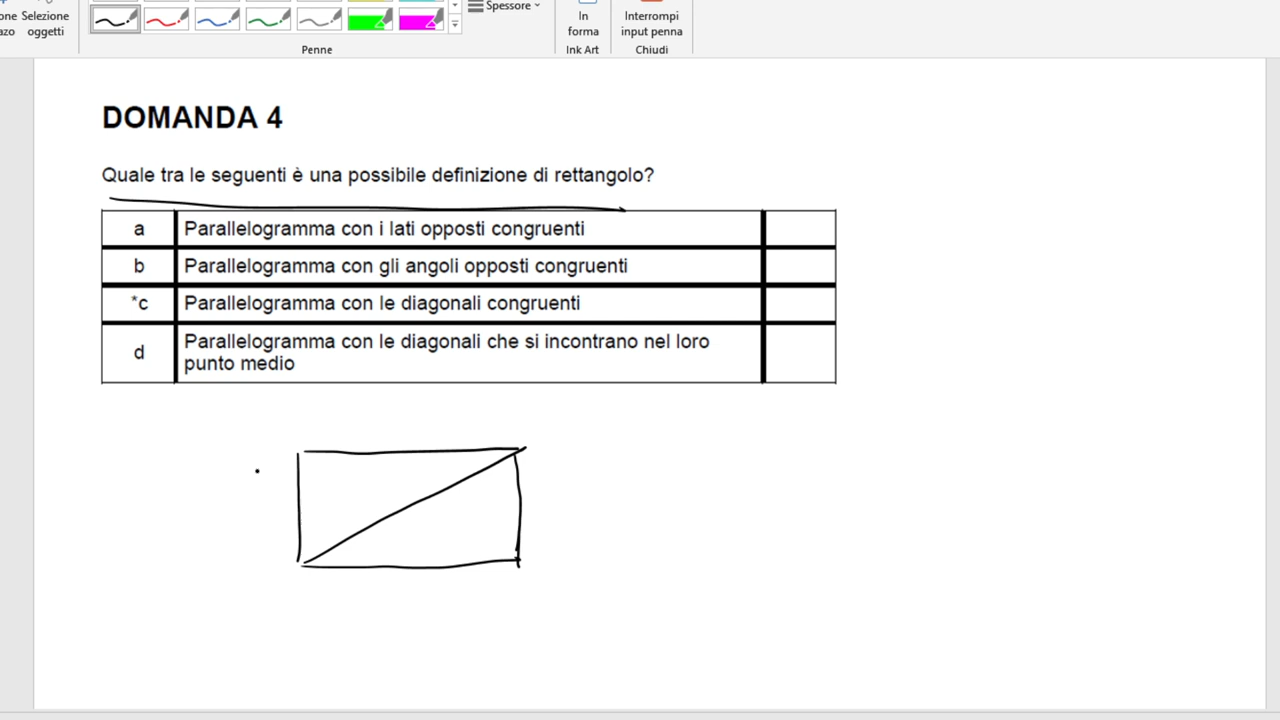 one Selezione
azo oggetti
Spessore
Penne
In
forma
Ink Art
Interrompi
input penna
Chiudi
DOMANDA 4
Quale tra le seguenti è una possibile definizione di rettangolo?
a Parallelogramma con i lati opposti congruenti
b Parallelogramma con gli angoli opposti congruenti
*c Parallelogramma con le diagonali congruenti
d Parallelogramma con le diagonali che si incontrano nel loro
punto medio